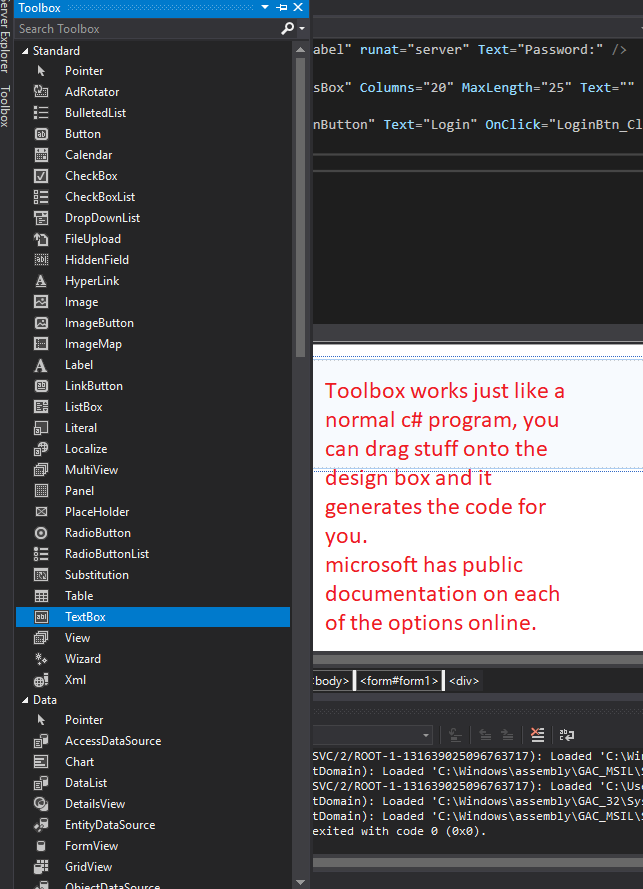 Toolbox
Search Toolbox
Server Explorer
Toolbox
Standard
Pointer
AdRotator
BulletedList
Button
Calendar
CheckBox
CheckBoxList
DropDownList
FileUpload
HiddenField
HyperLink
Image
ImageButton
ImageMap
Label
LinkButton
ListBox
Literal
Localize
MultiView
Panel
PlaceHolder
RadioButton
RadioButtonList
Substitution
Table
TextBox
View
Wizard
Xml
Data
Pointer
AccessDataSource
Chart
DataList
DetailsView
EntityDataSource
FormView
GridView
ObjectDataSource
abel" runat="server" Text="Password:" />
sBox" Columns="20" MaxLength="25" Text=""
nButton" Text="Login" OnClick="LoginBtn_Cl
Toolbox works just like a
normal c# program, you
can drag stuff onto the
design box and it
generates the code for
you.
microsoft has public
documentation on each
of the options online.
<body> <form#form1> <div>
SVC/2/ROOT-1-131639025096763717): Loaded 'C:\Win
tDomain): Loaded 'C:\Windows\assembly\GAC_MSIL\S
SVC/2/ROOT-1-131639025096763717): Loaded 'C:\Use
tDomain): Loaded 'C:\Windows\assembly\GAC_32\Sys
tDomain): Loaded 'C:\Windows\assembly\GAC_MSIL\S
exited with code 0 (0x0).